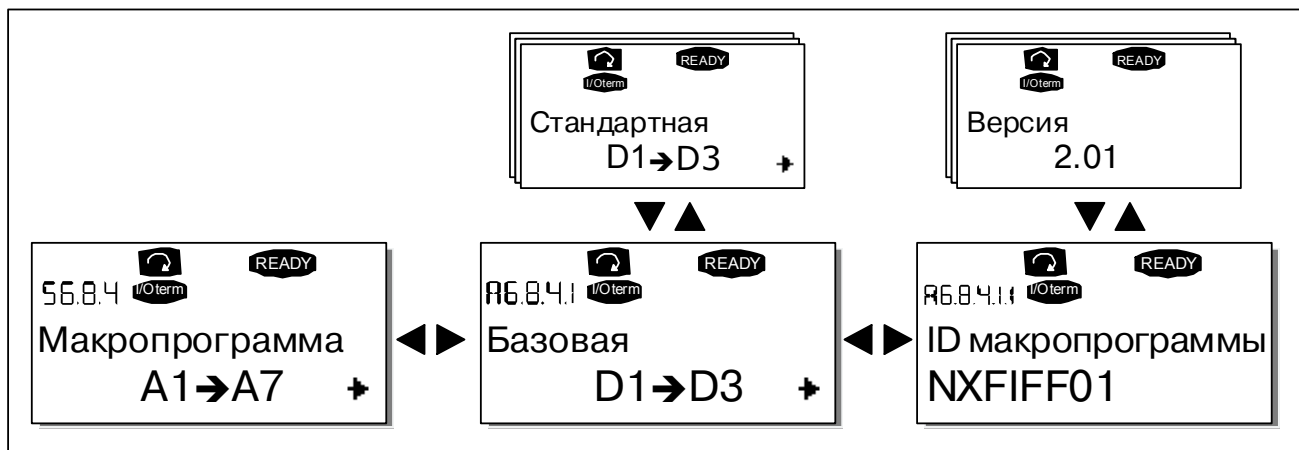 READY
I/Oterm
Стандартная
D1➔D3
READY
I/Oterm
Версия
2.01
READY
S6.8.4 I/Oterm
Макропрограмма
A1➔A7
READY
A6.8.4.1 I/Oterm
Базовая
D1➔D3
READY
A6.8.4.1.1 I/Oterm
ID макропрограммы
NXFIFF01